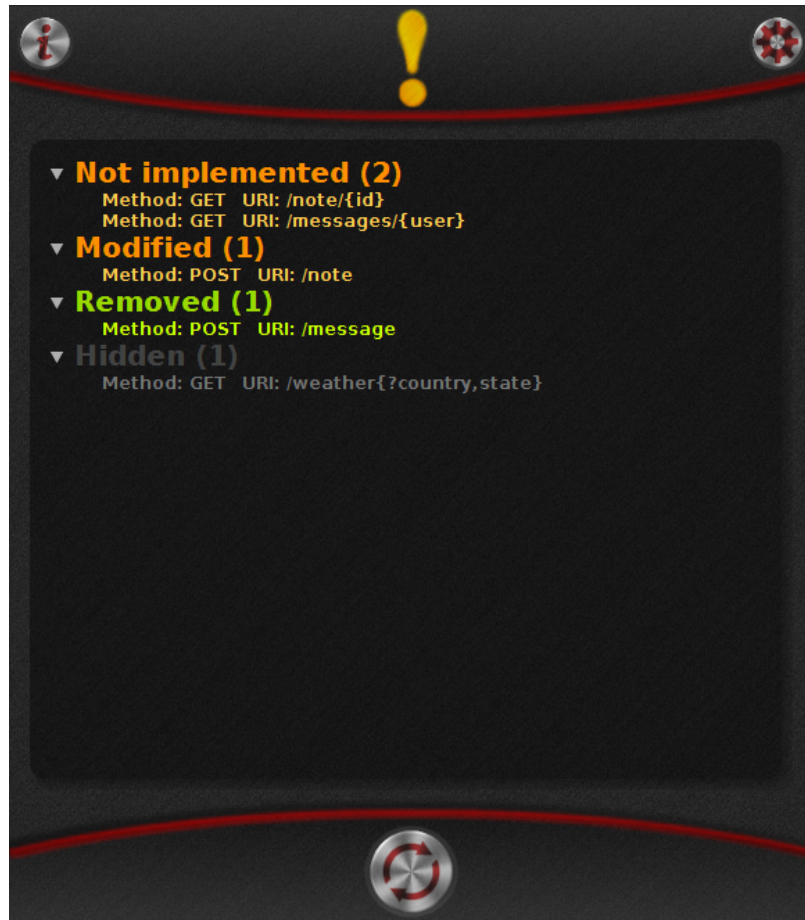 Not implemented (2)
Method: GET URI: /note/{id}
Method: GET URI: /messages/{user}
Modified (1)
Method: POST URI: /note
Removed (1)
Method: POST URI: /message
Hidden (1)
Method: GET URI: /weather{?country,state}